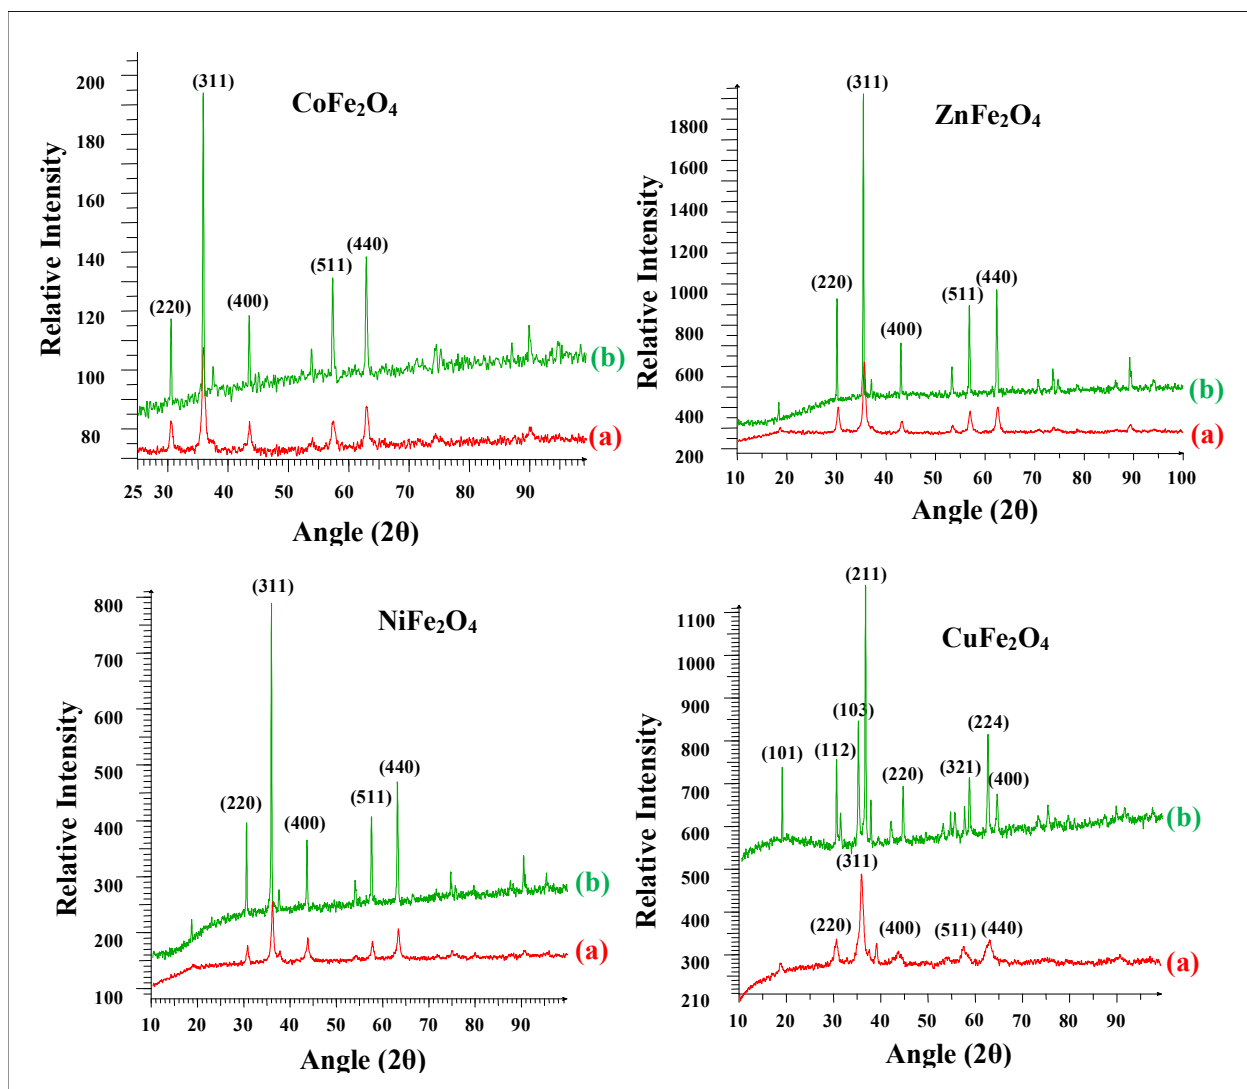 CoFe₂O₄
Relative Intensity
200
180
160
140
120
100
80
(220)
(311)
(400)
(511)
(440)
(b)
(a)
25 30 40 50 60 70 80 90
Angle (2θ)
ZnFe₂O₄
Relative Intensity
1800
1600
1400
1200
1000
800
600
400
200
(220)
(311)
(400)
(511)
(440)
(b)
(a)
10 20 30 40 50 60 70 80 90 100
Angle (2θ)
NiFe₂O₄
Relative Intensity
800
700
600
500
400
300
200
100
(220)
(311)
(400)
(511)
(440)
(b)
(a)
10 20 30 40 50 60 70 80 90
Angle (2θ)
CuFe₂O₄
Relative Intensity
1100
1000
900
800
700
600
500
400
300
210
(101)
(112)
(103)
(211)
(220)
(321)
(224)
(400)
(b)
(220)
(311)
(400)
(511)
(440)
(a)
10 20 30 40 50 60 70 80 90
Angle (2θ)